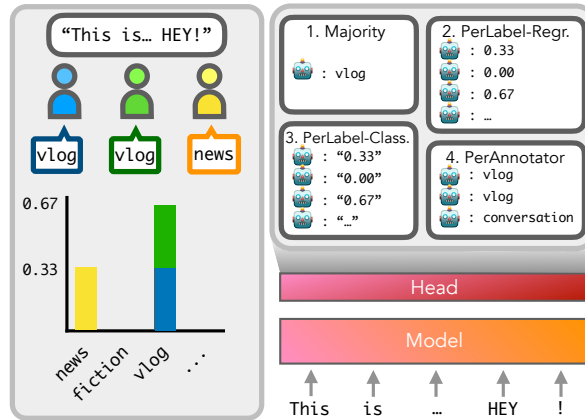 “This is… HEY!”
vlog
vlog
news
0.67
0.33
news
fiction
vlog
...
1. Majority
: vlog
2. PerLabel-Regr.
: 0.33
: 0.00
: 0.67
: …
3. PerLabel-Class.
: “0.33”
: “0.00”
: “0.67”
: “…”
4. PerAnnotator
: vlog
: vlog
: conversation
Head
Model
This is … HEY !